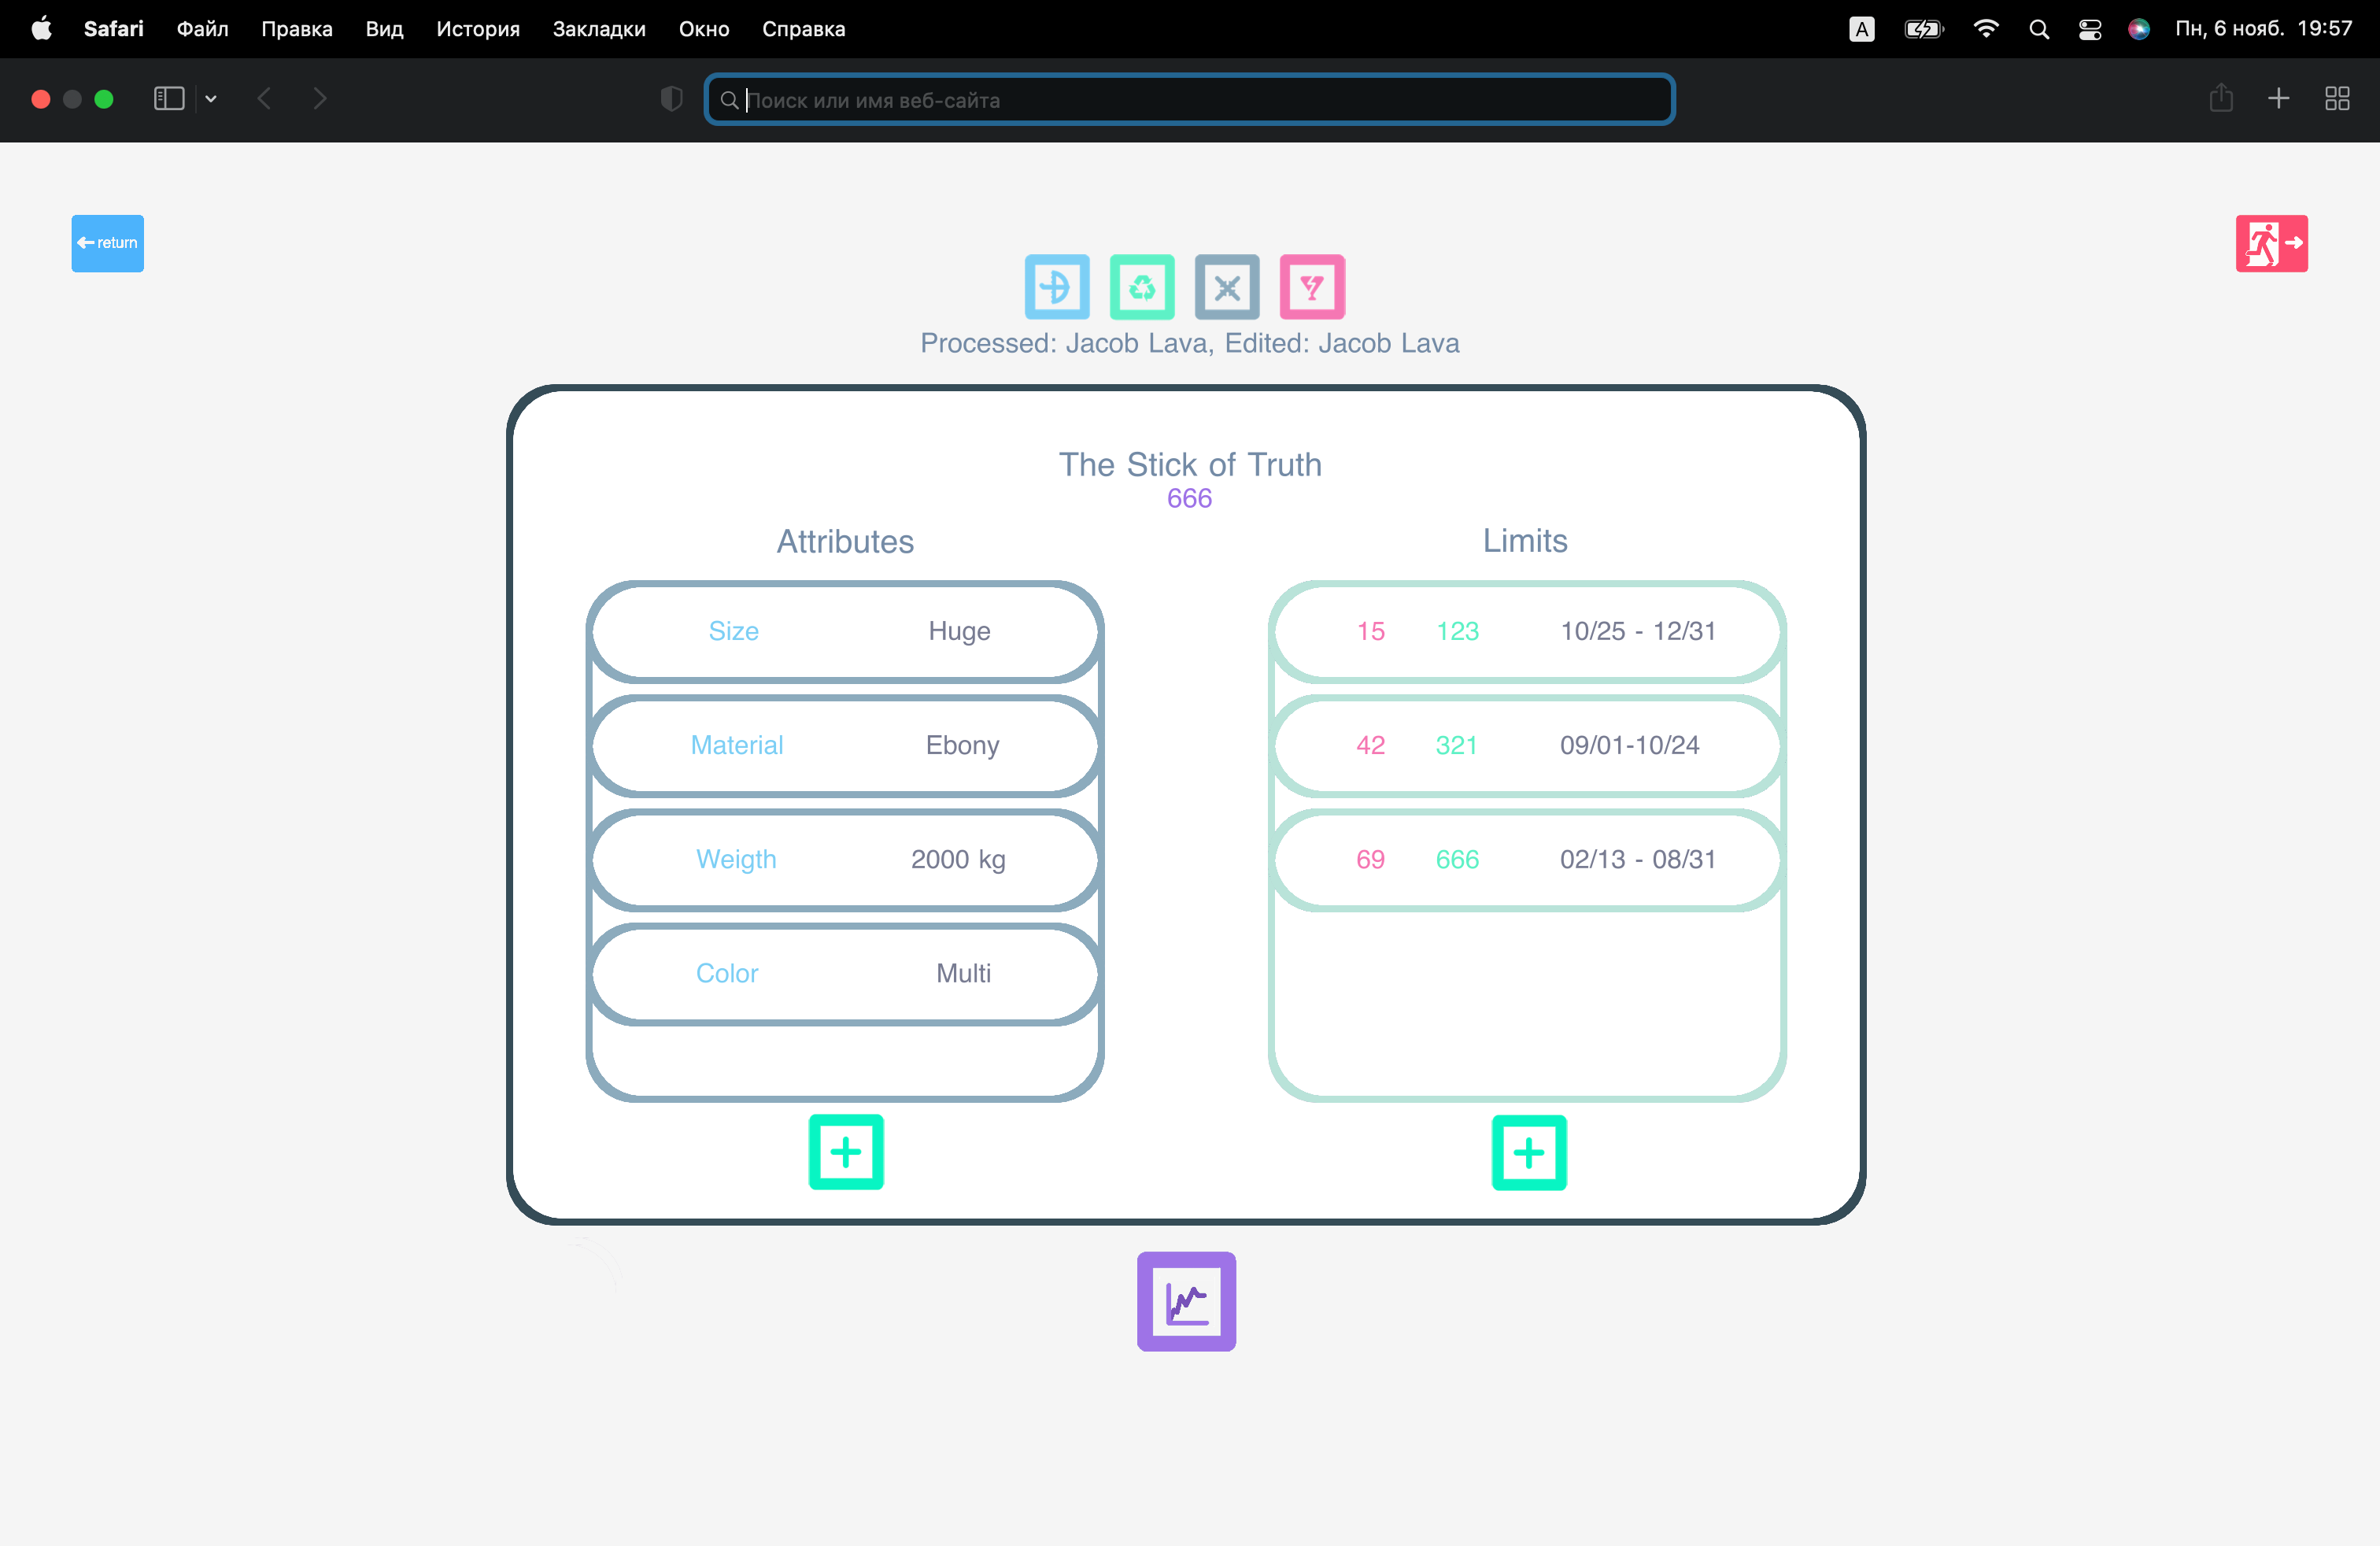 Safari Файл Правка Вид История Закладки Окно Справка A Пн, 6 нояб. 19:57
Поиск или имя веб-сайта
return
Processed: Jacob Lava, Edited: Jacob Lava
The Stick of Truth
666
Attributes
Limits
Size Huge
15 123 10/25 - 12/31
Material Ebony
42 321 09/01-10/24
Weigth 2000 kg
69 666 02/13 - 08/31
Color Multi